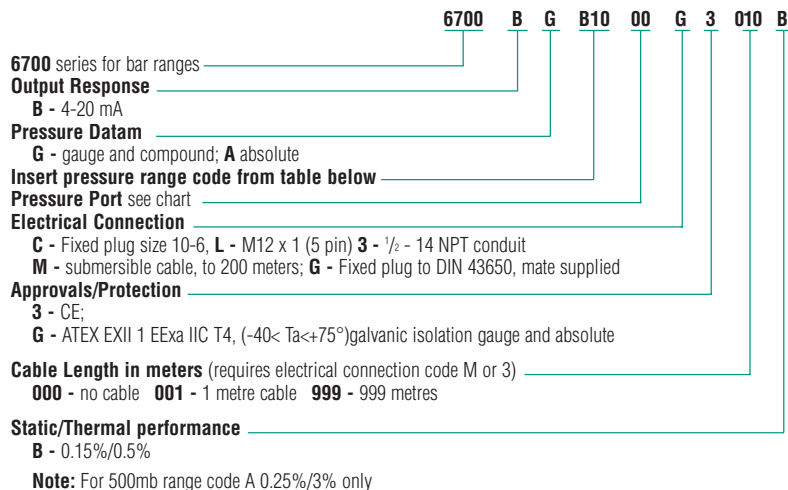 6700 B G B10 00 G 3 010 B
6700 series for bar ranges
Output Response
B - 4-20 mA
Pressure Datam
G - gauge and compound; A absolute
Insert pressure range code from table below
Pressure Port see chart
Electrical Connection
C - Fixed plug size 10-6, L - M12 x 1 (5 pin) 3 - 1/2 - 14 NPT conduit
M - submersible cable, to 200 meters; G - Fixed plug to DIN 43650, mate supplied
Approvals/Protection
3 - CE;
G - ATEX EXII 1 EExa IIC T4, (-40< Ta<+75°)galvanic isolation gauge and absolute
Cable Length in meters (requires electrical connection code M or 3)
000 - no cable 001 - 1 metre cable 999 - 999 metres
Static/Thermal performance
B - 0.15%/0.5%
Note: For 500mb range code A 0.25%/3% only